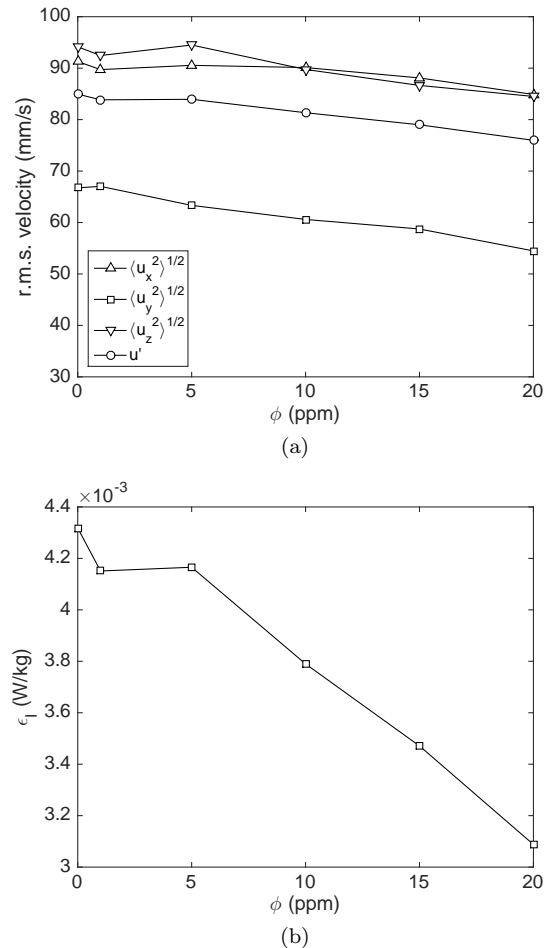 100
90
80
70
60
50
40
30
r.m.s. velocity (mm/s)
⟨u_x^2⟩^1/2
⟨u_y^2⟩^1/2
⟨u_z^2⟩^1/2
u'
0 5 10 15 20
ϕ (ppm)
(a)
×10^-3
4.4
4.2
4
3.8
3.6
3.4
3.2
3
ϵ_I (W/kg)
0 5 10 15 20
ϕ (ppm)
(b)